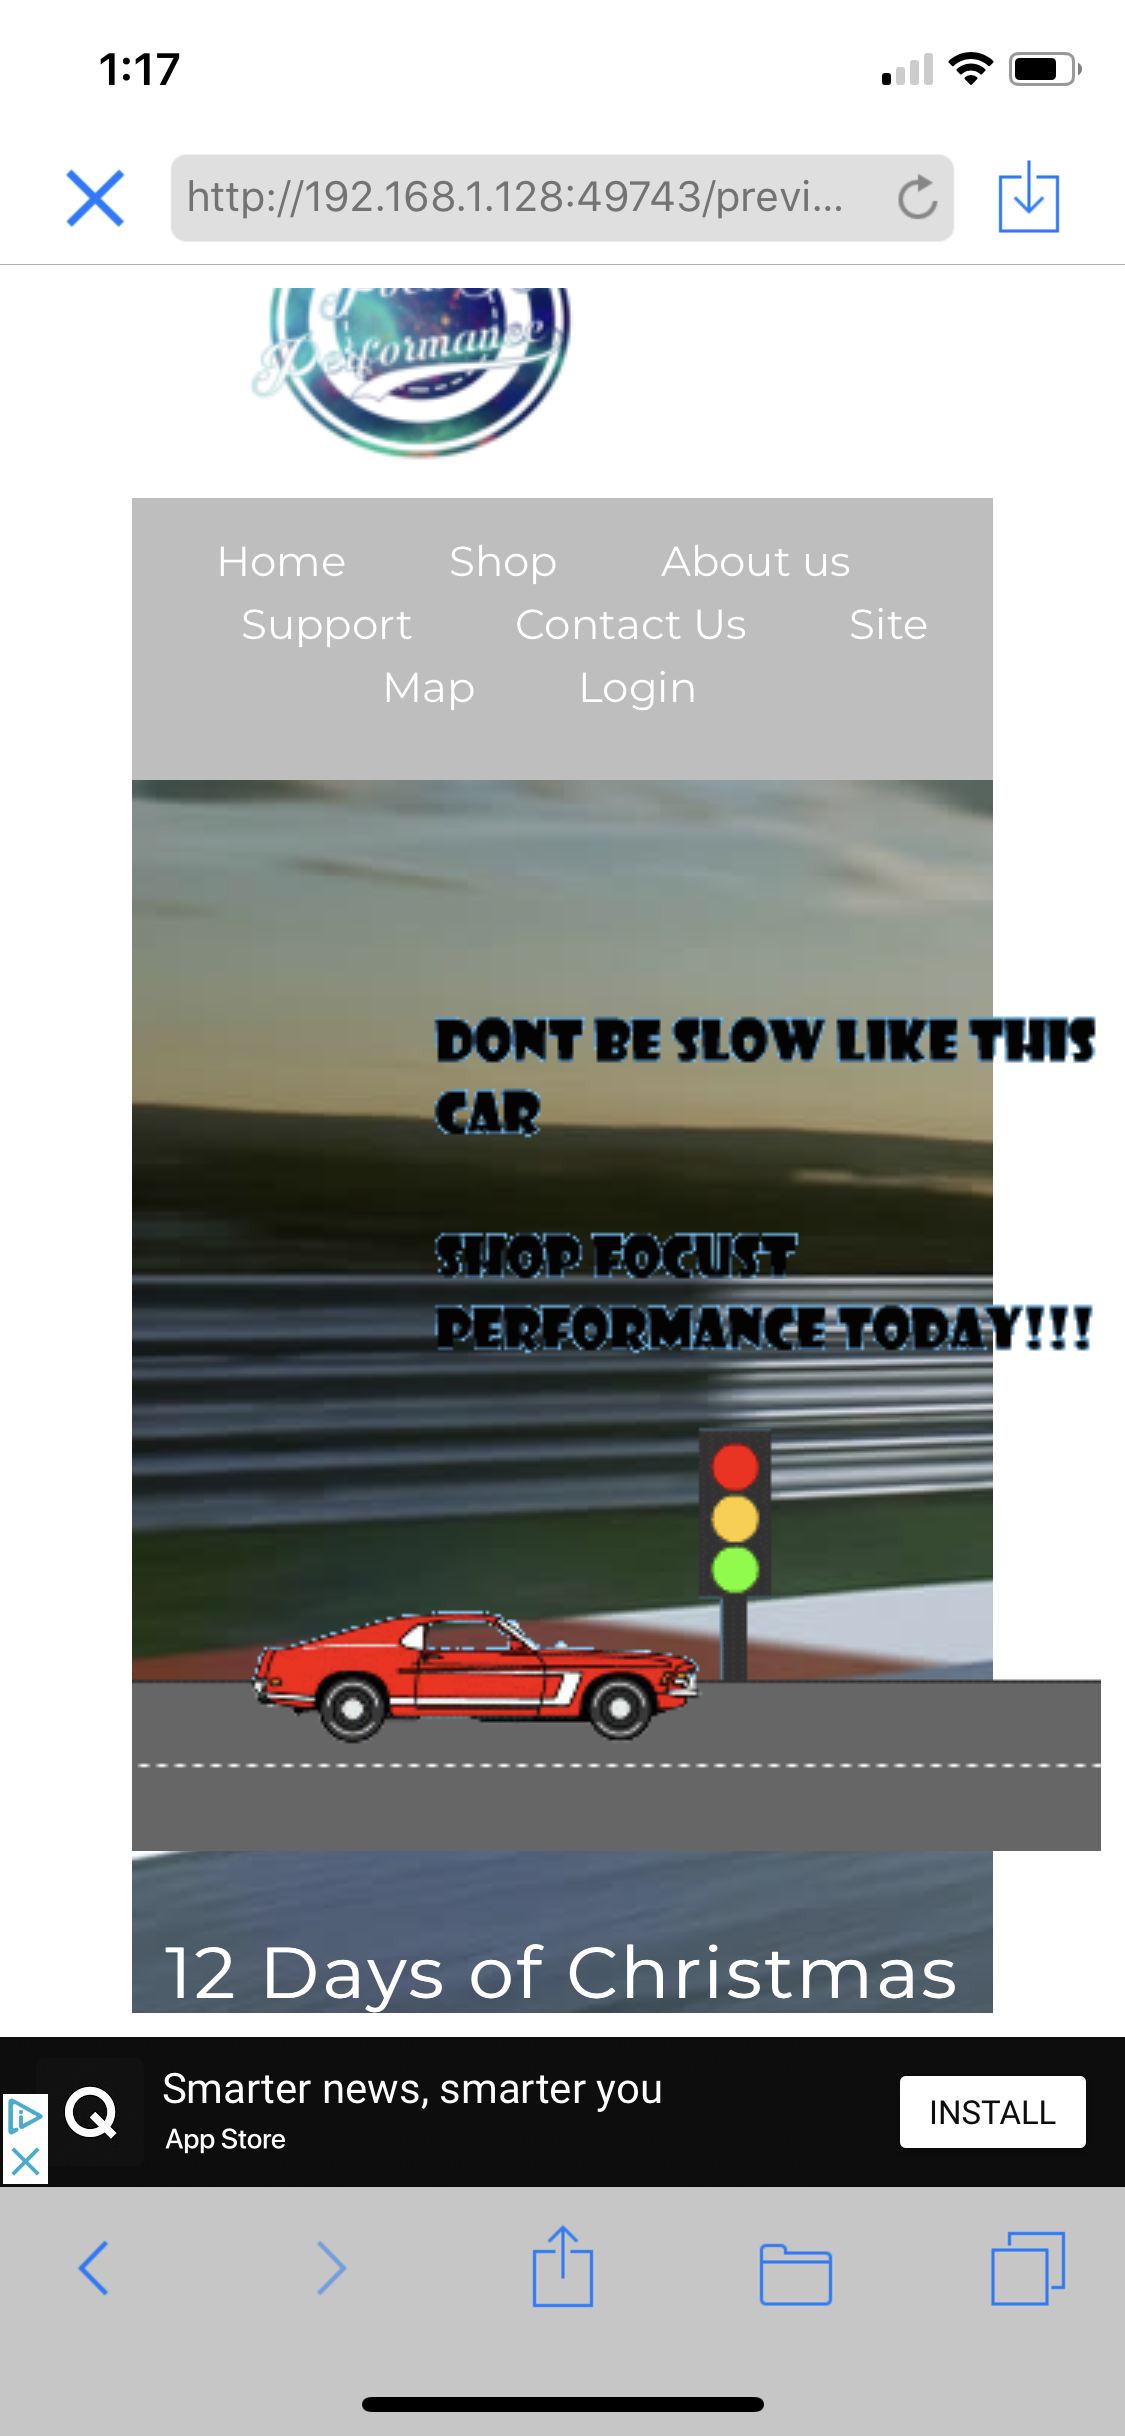 1:17
http://192.168.1.128:49743/previ...
Performance
Home Shop About us
Support Contact Us Site
Map Login
DONT BE SLOW LIKE THIS
CAR
SHOP FOCUST
PERFORMANCE TODAY!!!
12 Days of Christmas
Smarter news, smarter you
App Store
INSTALL